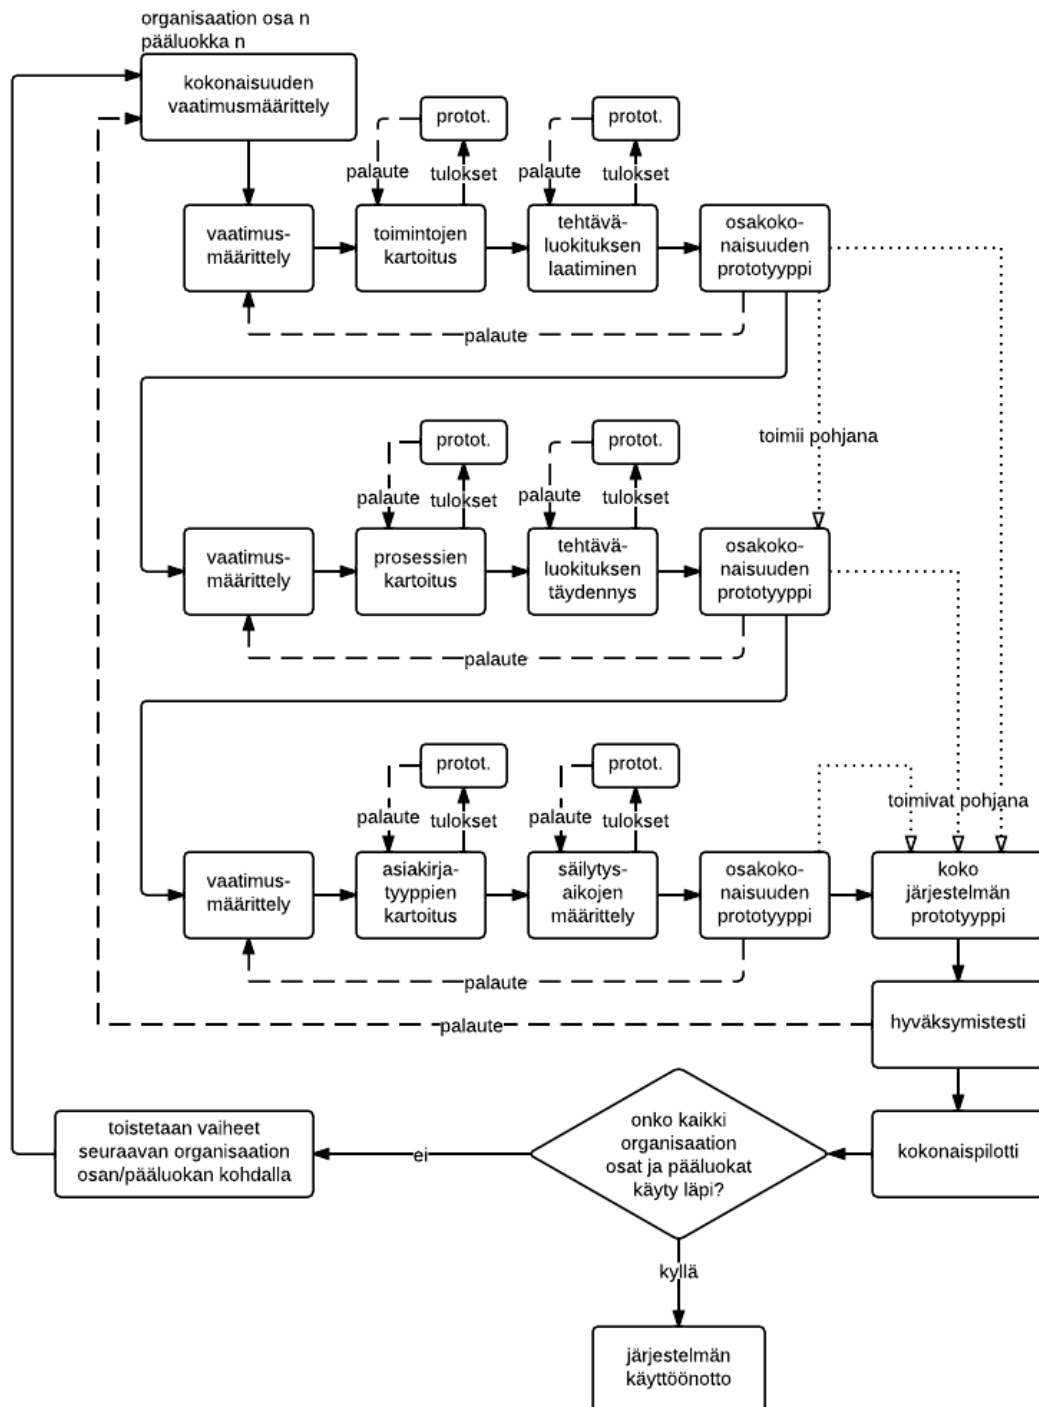 organisaation osa n
pääluokka n
kokonaisuuden
vaatimusmäärittely
protot.
protot.
palaute
tulokset
palaute
tulokset
vaatimus-
määrittely
toimintojen
kartoitus
tehtävä-
luokituksen
laatiminen
osakoko-
naisuuden
prototyyppi
palaute
toimii pohjana
protot.
protot.
palaute
tulokset
palaute
tulokset
vaatimus-
määrittely
prosessien
kartoitus
tehtävä-
luokituksen
täydennys
osakoko-
naisuuden
prototyyppi
palaute
protot.
protot.
palaute
tulokset
palaute
tulokset
toimivat pohjana
vaatimus-
määrittely
asiakirja-
tyyppien
kartoitus
säilytys-
aikojen
määrittely
osakoko-
naisuuden
prototyyppi
koko
järjestelmän
prototyyppi
palaute
palaute
hyväksymistesti
toistetaan vaiheet
seuraavan organisaation
osan/pääluokan kohdalla
ei
onko kaikki
organisaation
osat ja pääluokat
käyty läpi?
kokonaispilotti
kyllä
järjestelmän
käyttöönotto